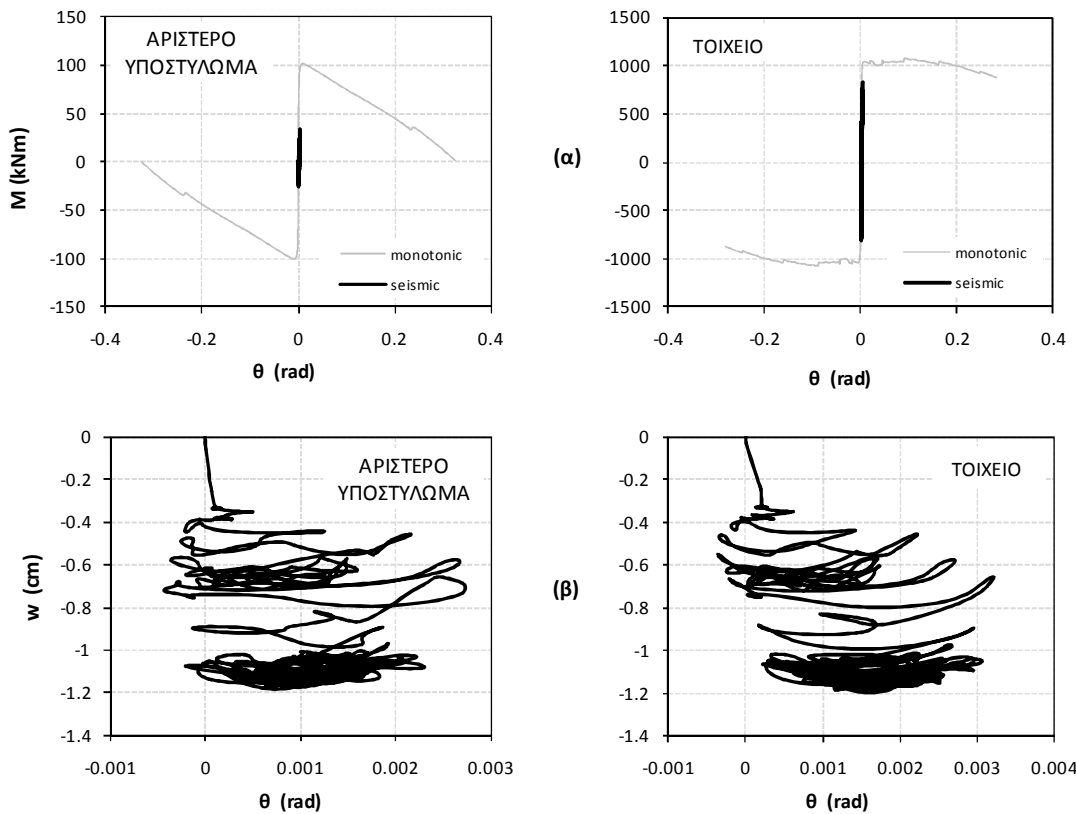 150
100
50
0
-50
-100
-150
-0.4
-0.2
0
0.2
0.4
M (kNm)
θ (rad)
ΑΡΙΣΤΕΡΟ
ΥΠΟΣΤΥΛΩΜΑ
monotonic
seismic
(α)
1500
1000
500
0
-500
-1000
-1500
-0.4
-0.2
0
0.2
0.4
θ (rad)
ΤΟΙΧΕΙΟ
monotonic
seismic
0
-0.2
-0.4
-0.6
-0.8
-1
-1.2
-1.4
-0.001
0
0.001
0.002
0.003
w (cm)
θ (rad)
ΑΡΙΣΤΕΡΟ
ΥΠΟΣΤΥΛΩΜΑ
(β)
0
-0.2
-0.4
-0.6
-0.8
-1
-1.2
-1.4
-0.001
0
0.001
0.002
0.003
0.004
θ (rad)
ΤΟΙΧΕΙΟ